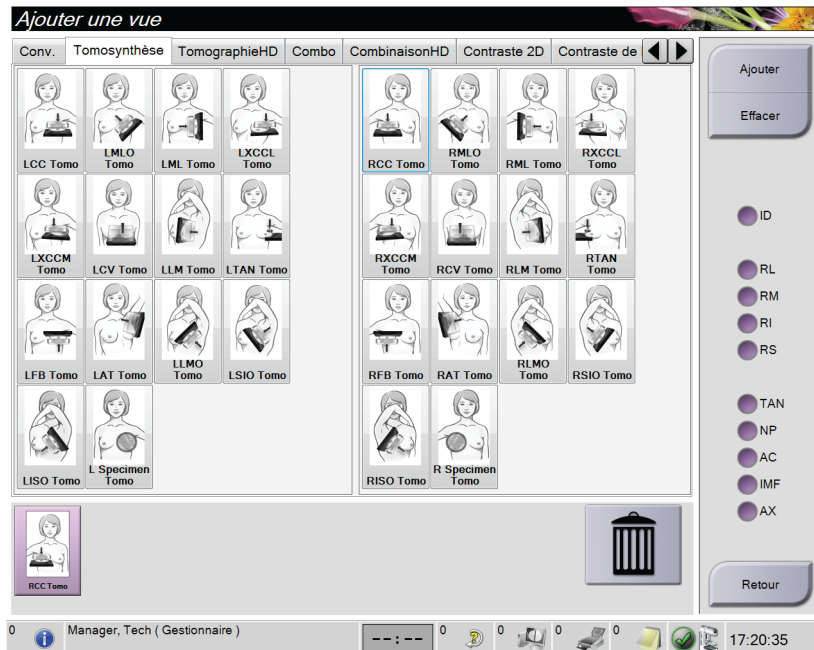 Ajouter une vue
Conv. Tomosynthèse TomographieHD Combo CombinaisonHD Contraste 2D Contraste de
LCC Tomo
LMLO
Tomo
LML Tomo
LXCCL
Tomo
RCC Tomo
RMLO
Tomo
RML Tomo
RXCCL
Tomo
LXCCM
Tomo
LCV Tomo
LLM Tomo
LTAN Tomo
RXCCM
Tomo
RCV Tomo
RLM Tomo
RTAN
Tomo
LFB Tomo
LAT Tomo
LLMO
Tomo
LSIO Tomo
RFB Tomo
RAT Tomo
RLMO
Tomo
RSIO Tomo
LISO Tomo
L Specimen
Tomo
RISO Tomo
R Specimen
Tomo
RCC Tomo
Ajouter
Effacer
ID
RL
RM
RI
RS
TAN
NP
AC
IMF
AX
Retour
0 Manager, Tech ( Gestionnaire ) --:-- 0 0 0 0 17:20:35